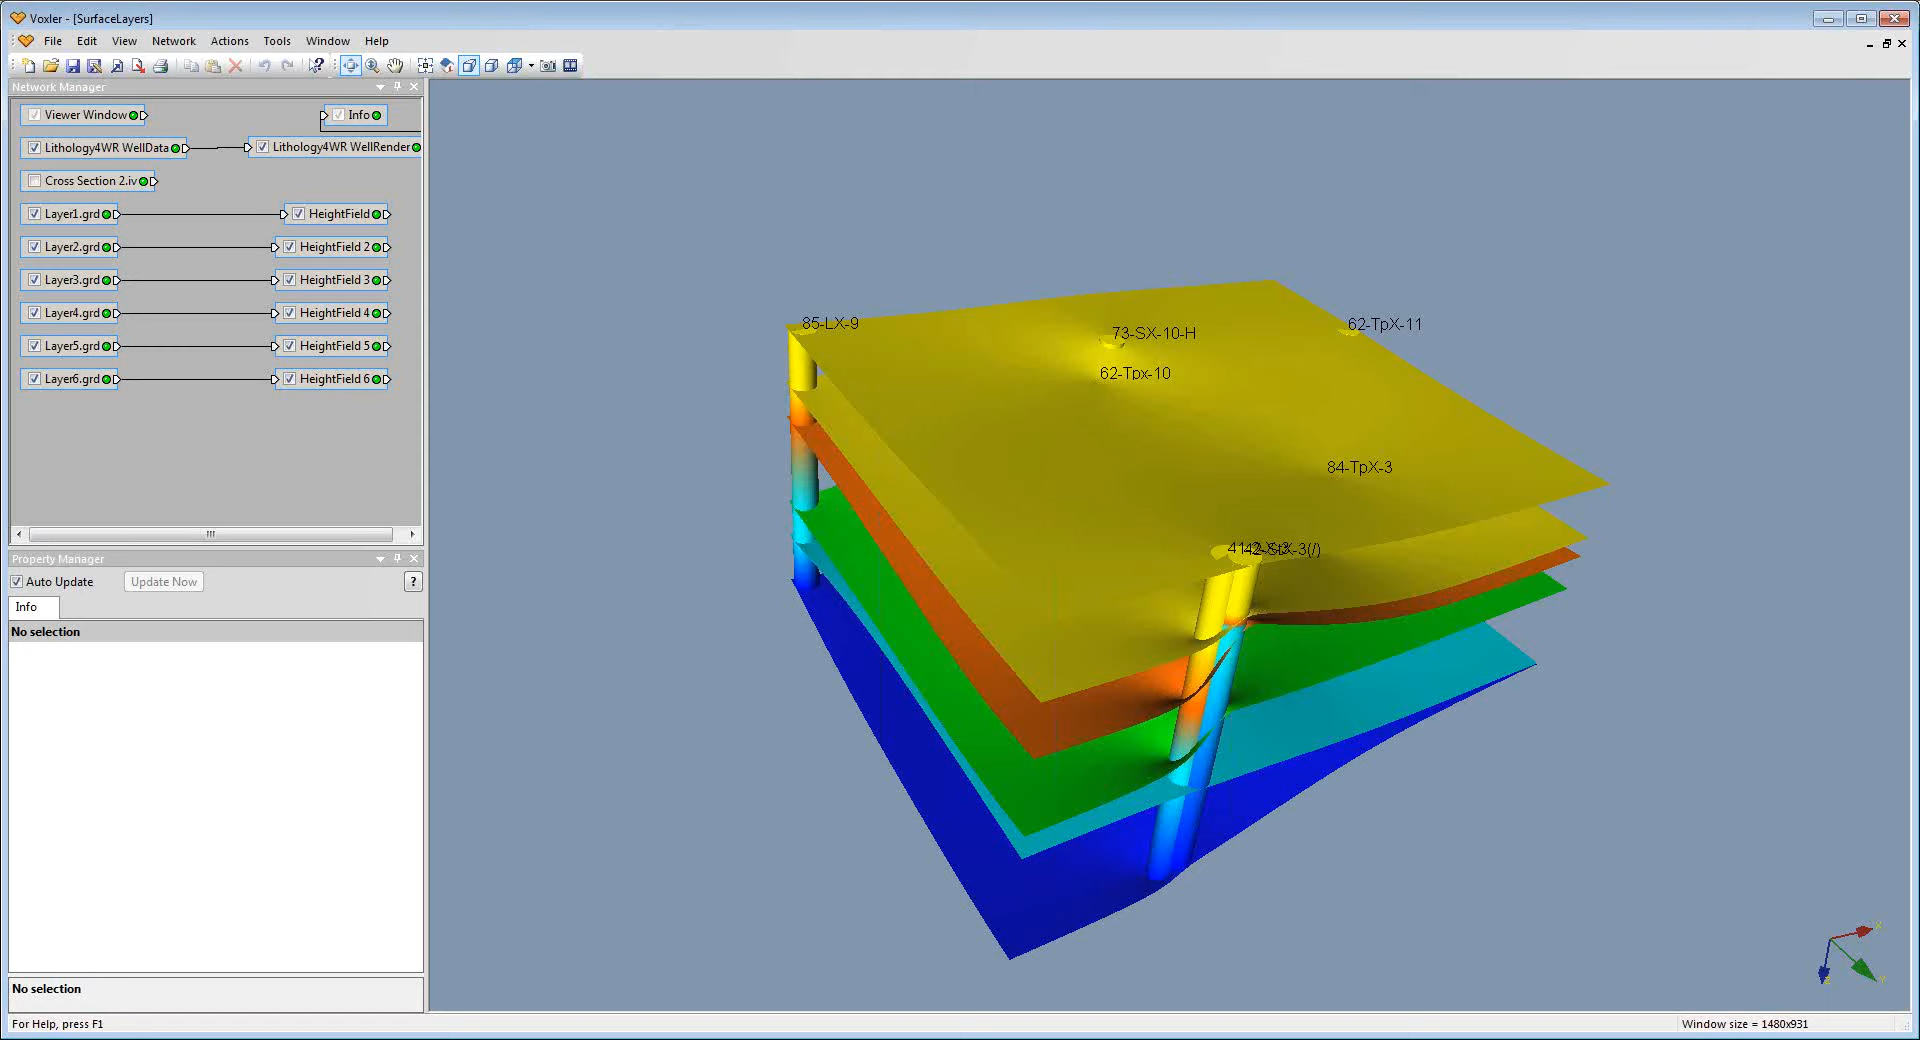 Voxler - [SurfaceLayers]
File Edit View Network Actions Tools Window Help
Network Manager
Viewer Window
Info
Lithology4WR WellData
Lithology4WR WellRender
Cross Section 2.iv
Layer1.grd
HeightField
Layer2.grd
HeightField 2
Layer3.grd
HeightField 3
Layer4.grd
HeightField 4
Layer5.grd
HeightField 5
Layer6.grd
HeightField 6
Property Manager
Auto Update
Update Now
?
Info
No selection
No selection
85-LX-9
73-SX-10-H
62-TpX-11
62-Tpx-10
84-TpX-3
X
Y
Z
For Help, press F1
Window size = 1480x931